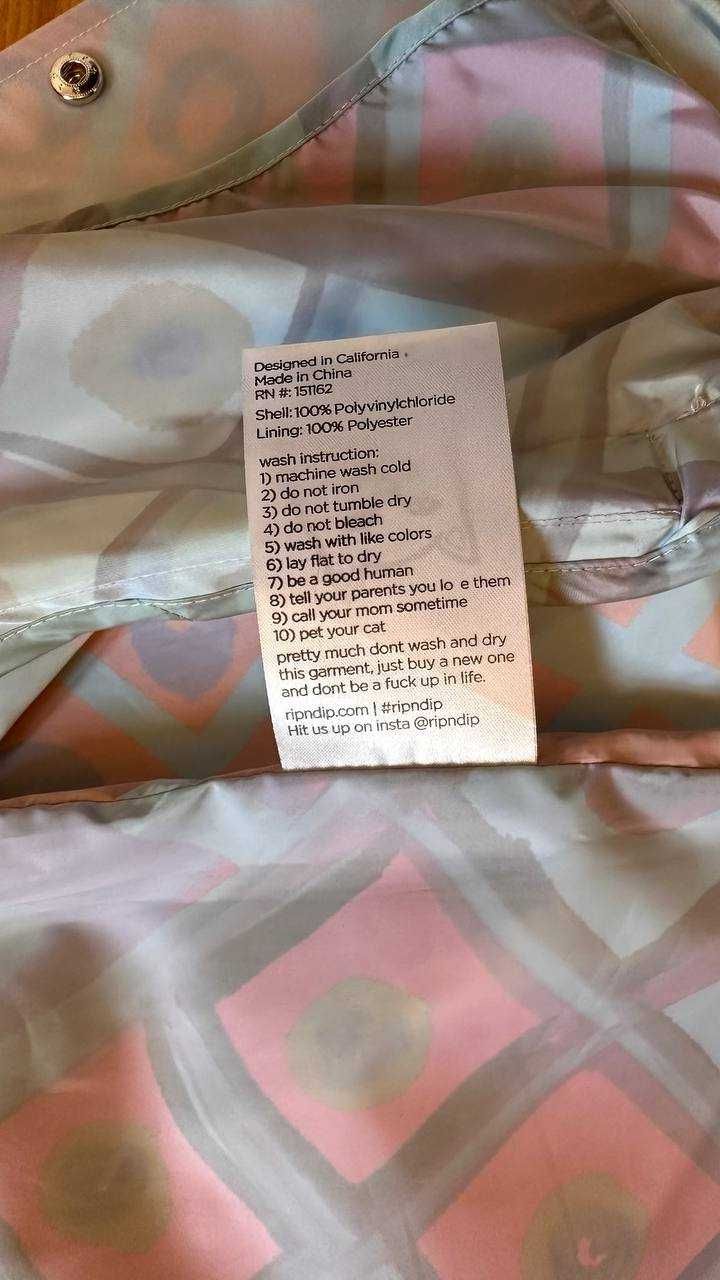 Designed in California
Made in China
RN #: 151162
Shell: 100% Polyvinylchloride
Lining: 100% Polyester
wash instruction:
1) machine wash cold
2) do not iron
3) do not tumble dry
4) do not bleach
5) wash with like colors
6) lay flat to dry
7) be a good human
8) tell your parents you lo e them
9) call your mom sometime
10) pet your cat
pretty much dont wash and dry
this garment, just buy a new one
and dont be a fuck up in life.
ripndip.com | #ripndip
Hit us up on insta @ripndip